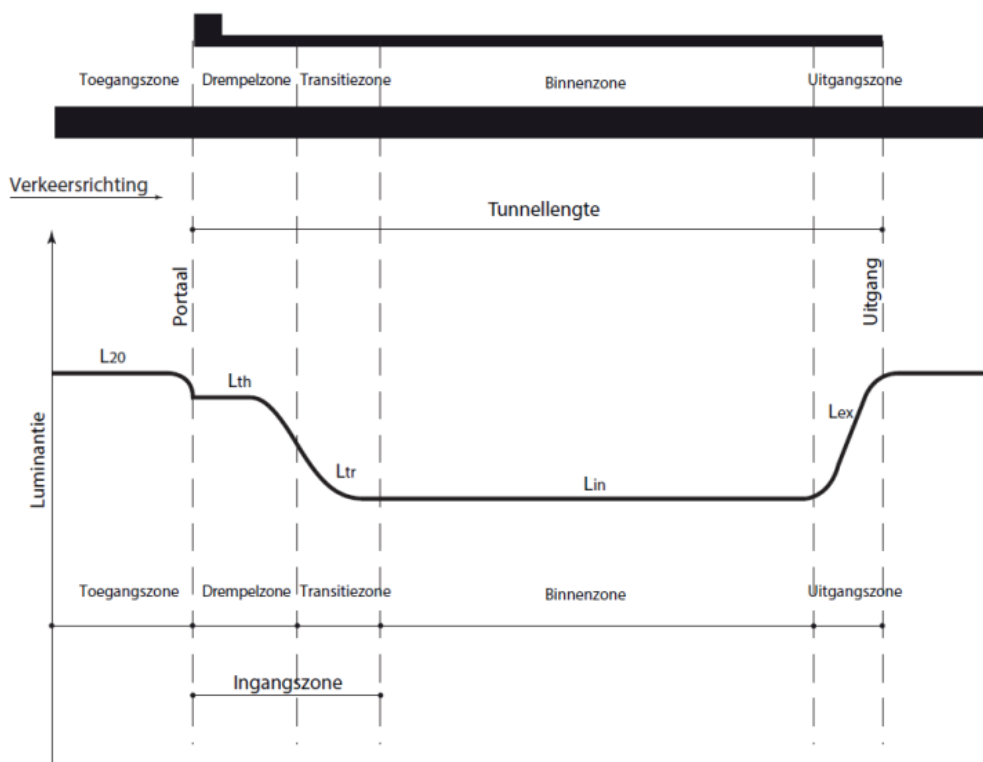 Toegangszone Drempelzone Transitiezone Binnenzone Uitgangszone
Verkeersrichting
Tunnellengte
Portaal
Uitgang
L20
Lth
Lex
Ltr
Lin
Luminantie
Toegangszone Drempelzone Transitiezone Binnenzone Uitgangszone
Ingangszone